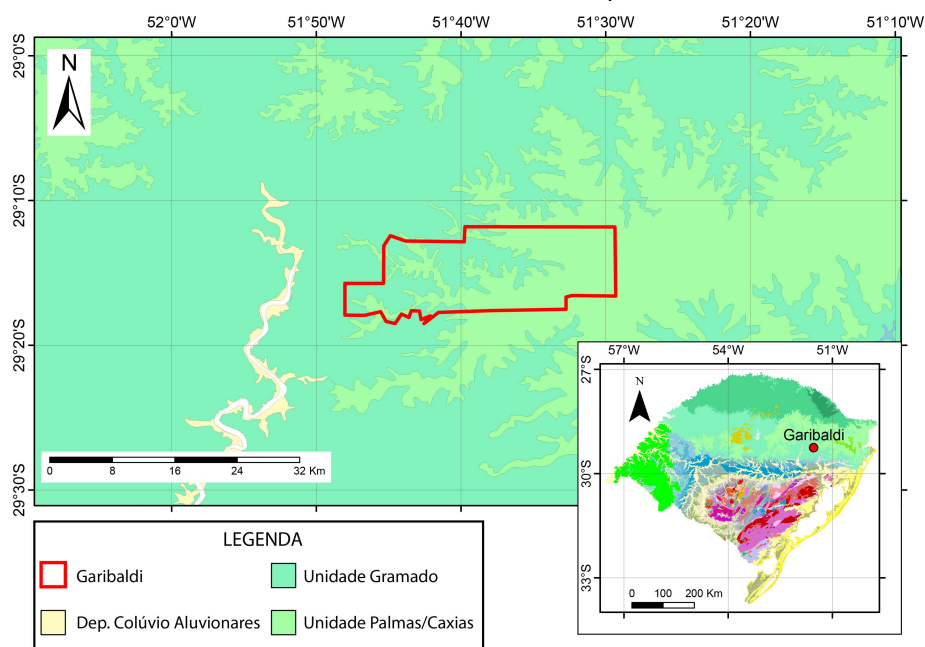 52°0'W 51°50'W 51°40'W 51°30'W 51°20'W 51°10'W
29°0'S
N
29°10'S
29°20'S
29°30'S
0 8 16 24 32 Km
LEGENDA
Garibaldi
Unidade Gramado
Dep. Colúvio Aluvionares
Unidade Palmas/Caxias
57°W 54°W 51°W
27°S
N
Garibaldi
30°S
33°S
0 100 200 Km